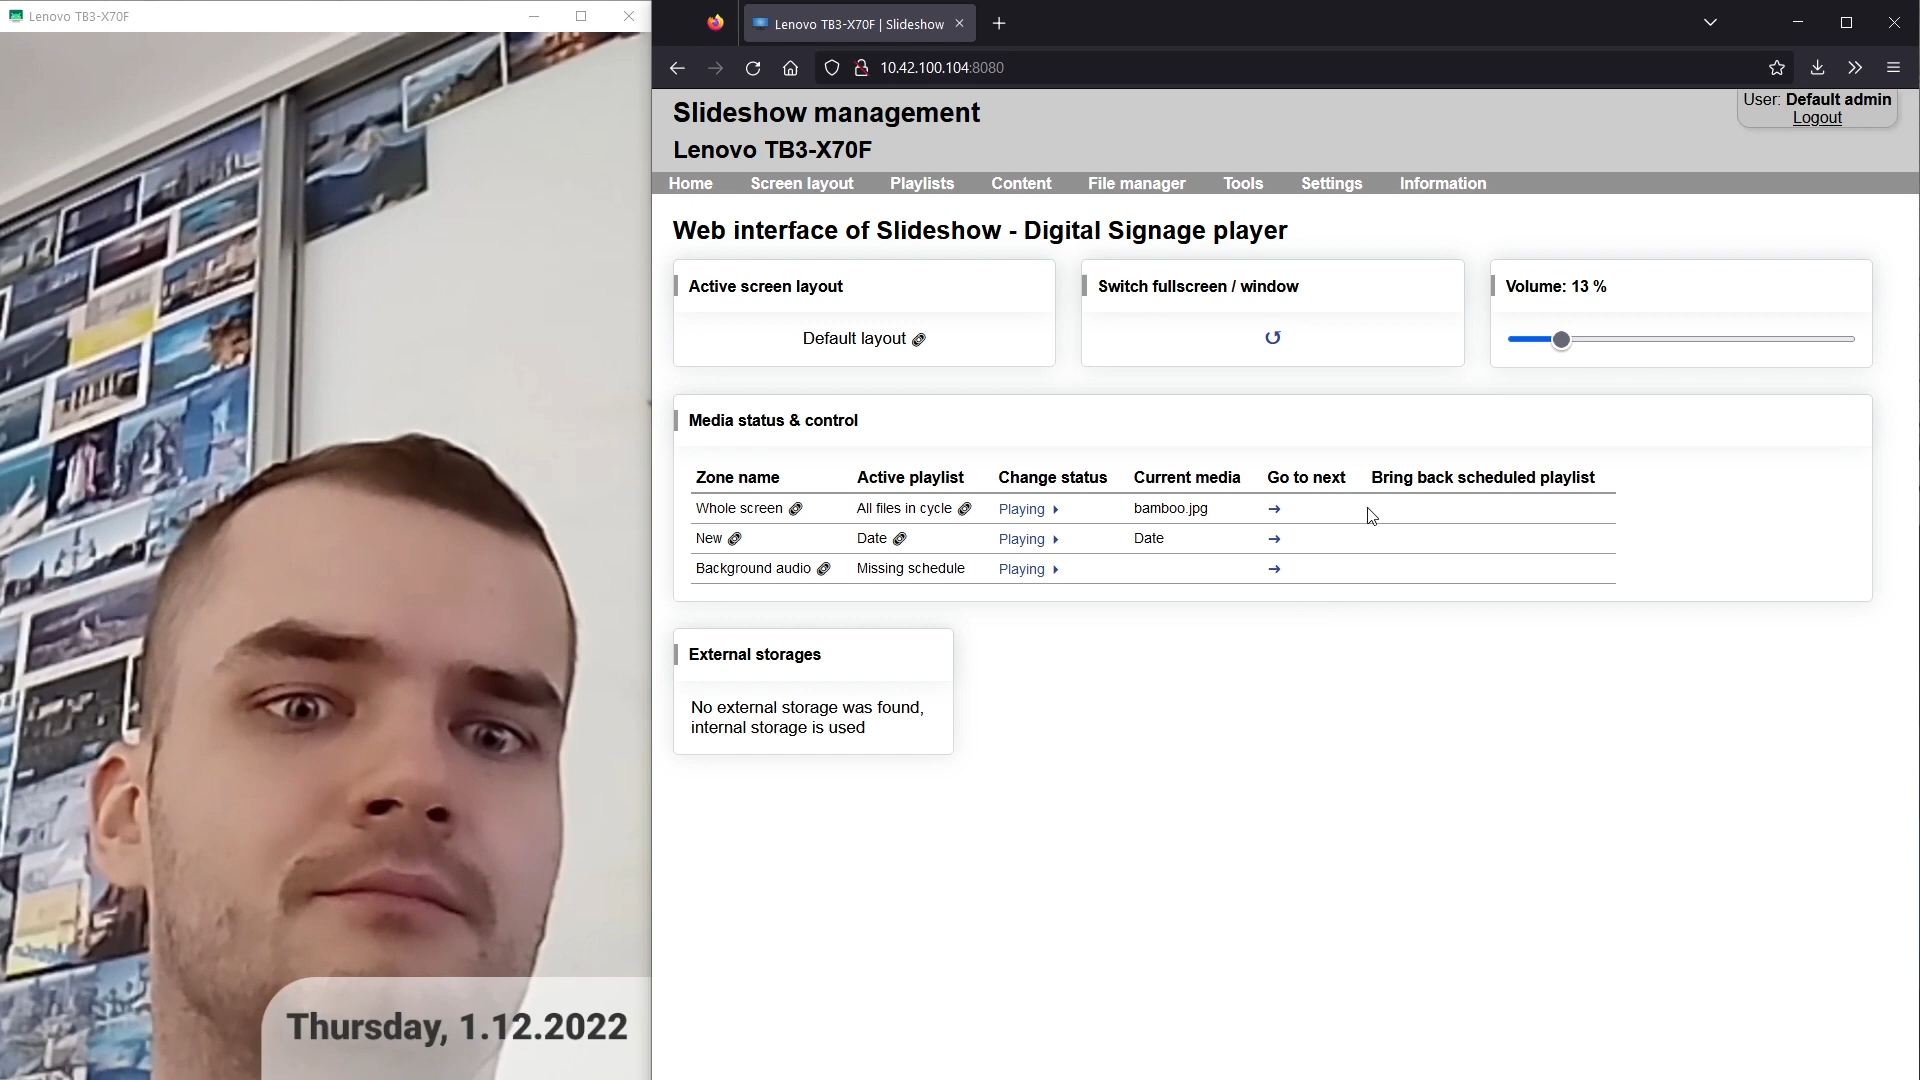 Lenovo TB3-X70F
Lenovo TB3-X70F | Slideshow
10.42.100.104:8080
Slideshow management
User: Default admin
Logout
Lenovo TB3-X70F
Home Screen layout Playlists Content File manager Tools Settings Information
Web interface of Slideshow - Digital Signage player
Active screen layout
Default layout
Switch fullscreen / window
Volume: 13 %
Media status & control
Zone name Active playlist Change status Current media Go to next Bring back scheduled playlist
Whole screen All files in cycle Playing bamboo.jpg
New Date Playing Date
Background audio Missing schedule Playing
External storages
No external storage was found,
internal storage is used
Thursday, 1.12.2022